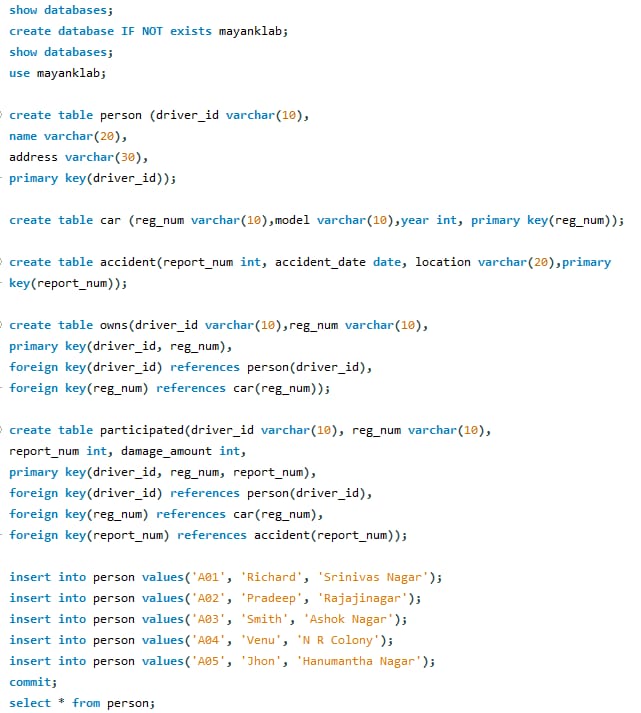 show databases;
create database IF NOT exists mayanklab;
show databases;
use mayanklab;
create table person (driver_id varchar(10),
name varchar(20),
address varchar(30),
primary key(driver_id));
create table car (reg_num varchar(10),model varchar(10),year int, primary key(reg_num));
create table accident(report_num int, accident_date date, location varchar(20),primary
key(report_num));
create table owns(driver_id varchar(10),reg_num varchar(10),
primary key(driver_id, reg_num),
foreign key(driver_id) references person(driver_id),
foreign key(reg_num) references car(reg_num));
create table participated(driver_id varchar(10), reg_num varchar(10),
report_num int, damage_amount int,
primary key(driver_id, reg_num, report_num),
foreign key(driver_id) references person(driver_id),
foreign key(reg_num) references car(reg_num),
foreign key(report_num) references accident(report_num));
insert into person values('A01', 'Richard', 'Srinivas Nagar');
insert into person values('A02', 'Pradeep', 'Rajajinagar');
insert into person values('A03', 'Smith', 'Ashok Nagar');
insert into person values('A04', 'Venu', 'N R Colony');
insert into person values('A05', 'Jhon', 'Hanumantha Nagar');
commit;
select * from person;